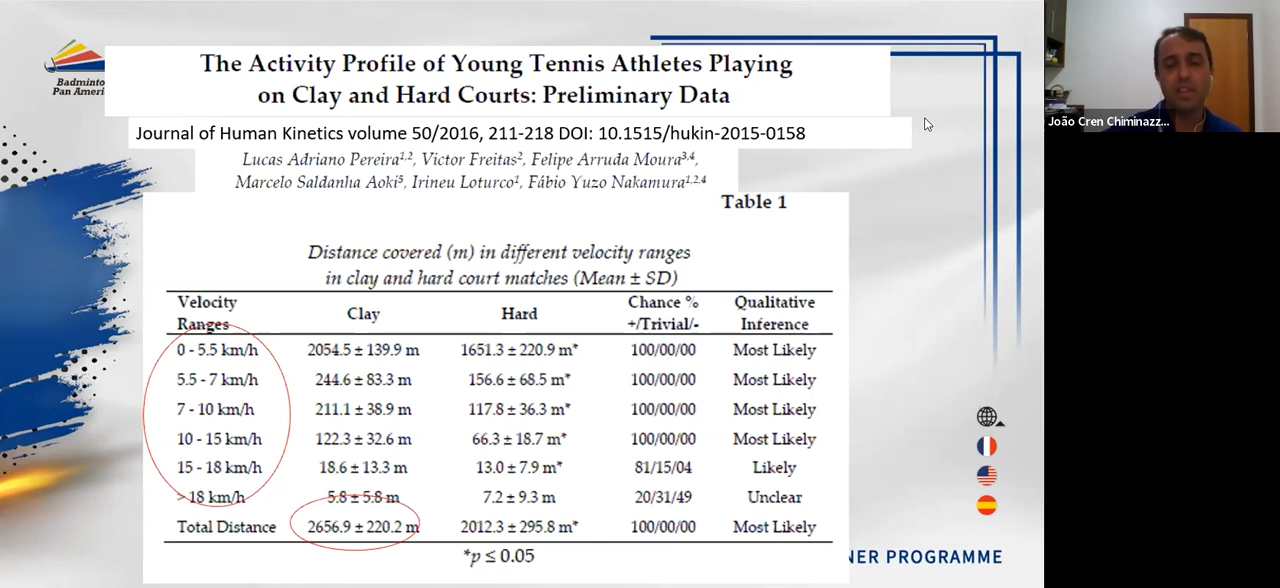 Badminto
Pan Ameri
The Activity Profile of Young Tennis Athletes Playing
on Clay and Hard Courts: Preliminary Data
Journal of Human Kinetics volume 50/2016, 211-218 DOI: 10.1515/hukin-2015-0158
Lucas Adriano Pereira1,2, Victor Freitas2, Felipe Arruda Moura3,4,
Marcelo Saldanha Aoki5, Irineu Loturco1, Fábio Yuzo Nakamura1,2,4
Table 1
Distance covered (m) in different velocity ranges
in clay and hard court matches (Mean ± SD)
Velocity Ranges Clay Hard Chance % +/Trivial/- Qualitative Inference
0 - 5.5 km/h 2054.5 ± 139.9 m 1651.3 ± 220.9 m* 100/00/00 Most Likely
5.5 - 7 km/h 244.6 ± 83.3 m 156.6 ± 68.5 m* 100/00/00 Most Likely
7 - 10 km/h 211.1 ± 38.9 m 117.8 ± 36.3 m* 100/00/00 Most Likely
10 - 15 km/h 122.3 ± 32.6 m 66.3 ± 18.7 m* 100/00/00 Most Likely
15 - 18 km/h 18.6 ± 13.3 m 13.0 ± 7.9 m* 81/15/04 Likely
> 18 km/h 5.8 ± 5.8 m 7.2 ± 9.3 m 20/31/49 Unclear
Total Distance 2656.9 ± 220.2 m 2012.3 ± 295.8 m* 100/00/00 Most Likely
*p ≤ 0.05
NER PROGRAMME
João Cren Chiminazz...